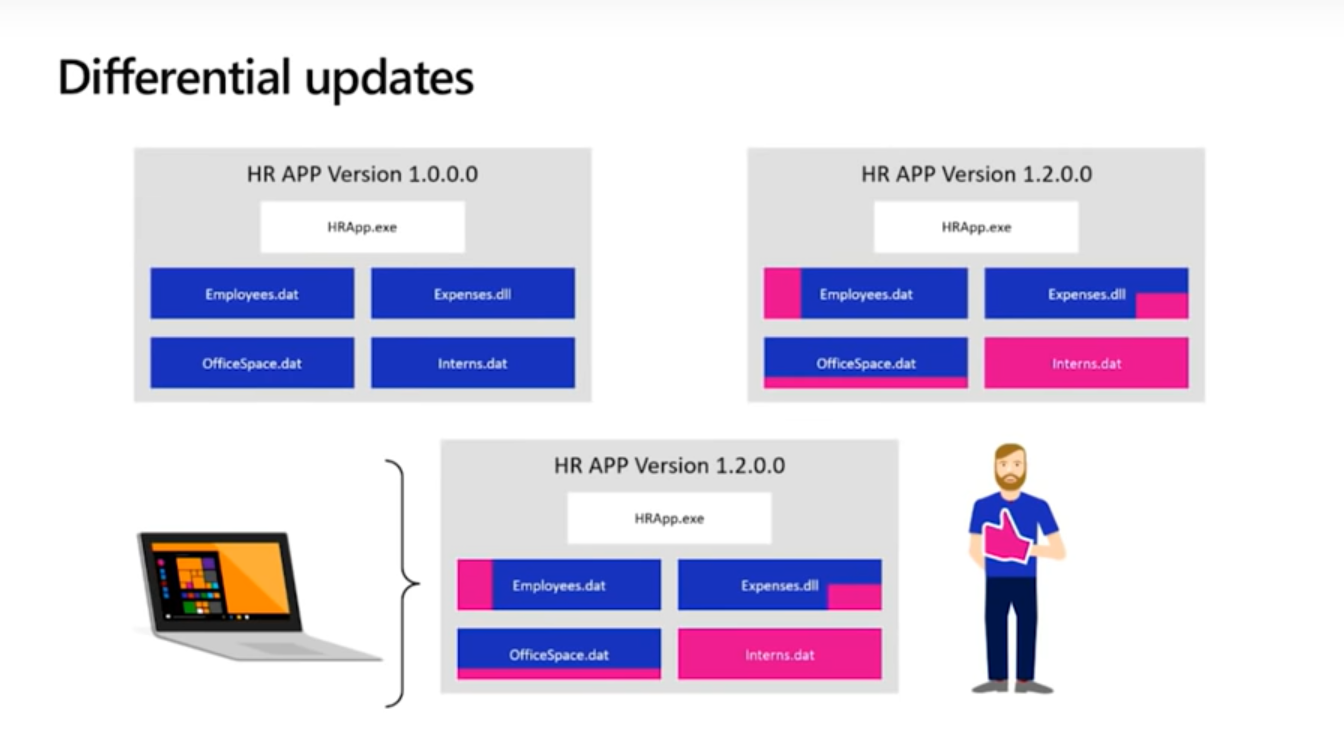 Differential updates
HR APP Version 1.0.0.0
HRApp.exe
Employees.dat
Expenses.dll
OfficeSpace.dat
Interns.dat
HR APP Version 1.2.0.0
HRApp.exe
Employees.dat
Expenses.dll
OfficeSpace.dat
Interns.dat
HR APP Version 1.2.0.0
HRApp.exe
Employees.dat
Expenses.dll
OfficeSpace.dat
Interns.dat